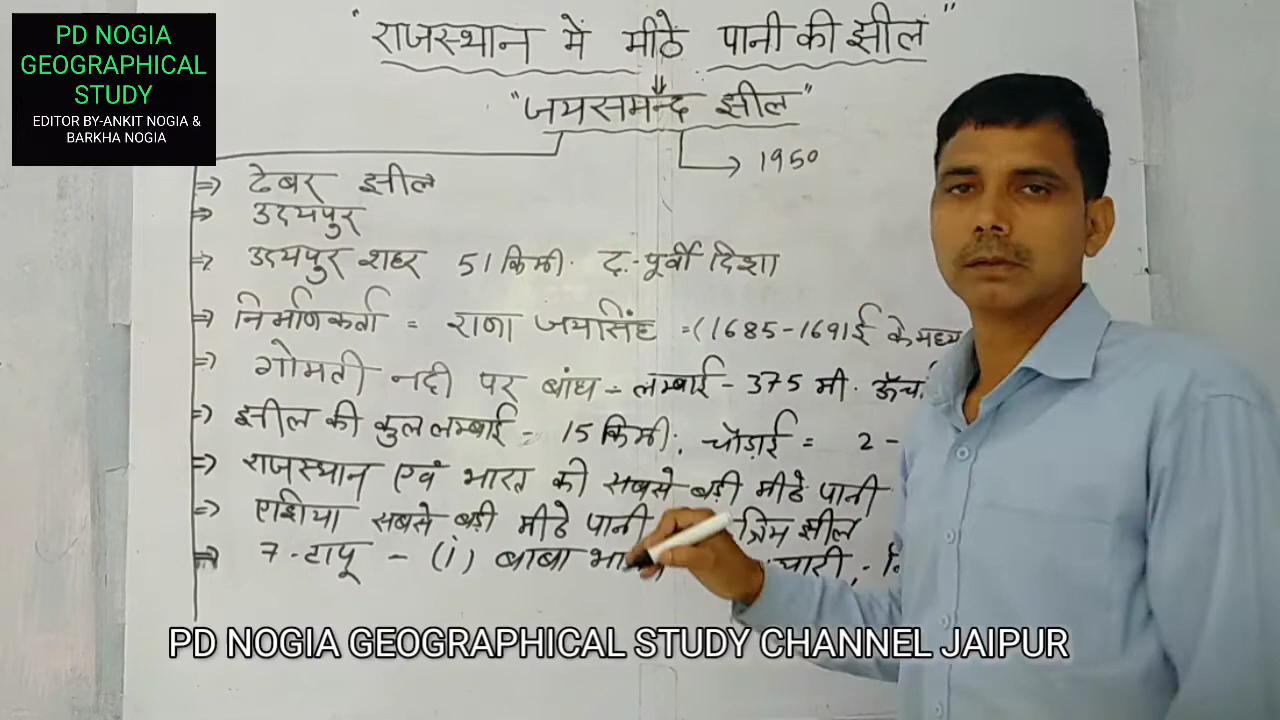 PD NOGIA
GEOGRAPHICAL
STUDY
EDITOR BY-ANKIT NOGIA &
BARKHA NOGIA
"राजस्थान में मीठे पानी की झील"
"जयसमन्द झील"
→ 1950
⇒ ढेबर झील
⇒ उदयपुर
⇒ उदयपुर शहर 51 किमी. द.-पूर्वी दिशा
⇒ निर्माणकर्ता = राणा जयसिंह =(1685-1691ई के मध्य
⇒ गोमती नदी पर बांध - लम्बाई - 375 मी.
⇒ झील की कुल लम्बाई - 15 किमी. चौड़ाई = 2 -
⇒ राजस्थान एवं भारत की सबसे बड़ी मीठे पानी
⇒ एशिया सबसे बड़ी मीठे पानी झील
⇒ 7-टापू - (i) बाबा
PD NOGIA GEOGRAPHICAL STUDY CHANNEL JAIPUR